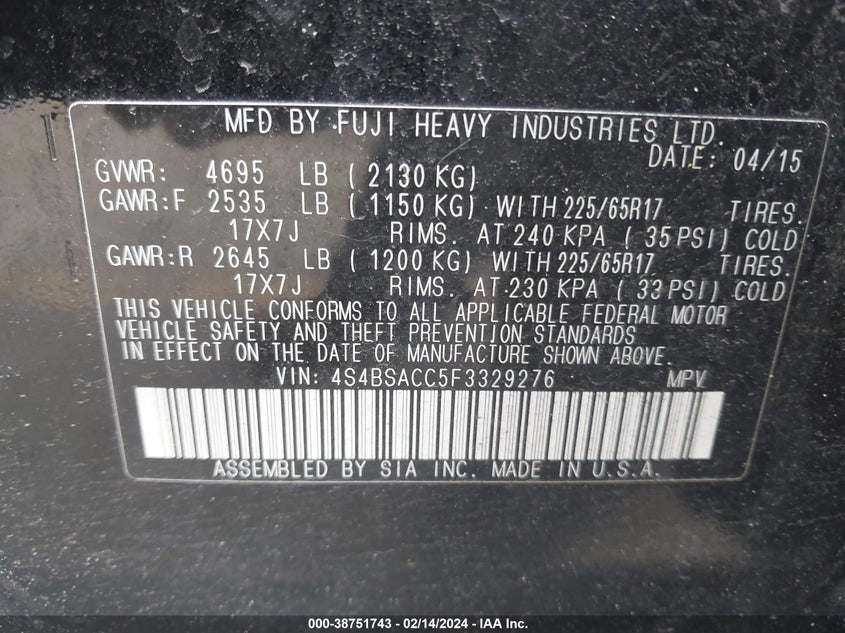 MFD BY FUJI HEAVY INDUSTRIES LTD.
DATE: 04/15
GVWR: 4695 LB ( 2130 KG)
GAWR:F 2535 LB ( 1150 KG) WITH 225/65R17 TIRES.
17X7J RIMS. AT 240 KPA ( 35 PSI) COLD
GAWR:R 2645 LB ( 1200 KG) WITH 225/65R17 TIRES.
17X7J RIMS. AT 230 KPA ( 33 PSI) COLD
THIS VEHICLE CONFORMS TO ALL APPLICABLE FEDERAL MOTOR
VEHICLE SAFETY AND THEFT PREVENTION STANDARDS
IN EFFECT ON THE DATE OF MANUFACTURE SHOWN ABOVE.
VIN: 4S4BSACC5F3329276 MPV
ASSEMBLED BY SIA INC. MADE IN U.S.A.
000-38751743 - 02/14/2024 - IAA Inc.